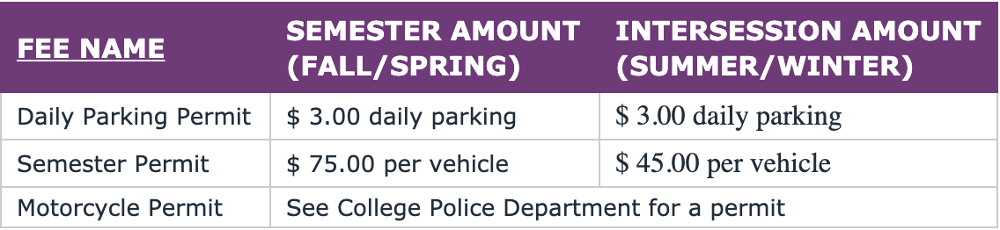 FEE NAME
SEMESTER AMOUNT
(FALL/SPRING)
INTERSESSION AMOUNT
(SUMMER/WINTER)
Daily Parking Permit
$ 3.00 daily parking
$ 3.00 daily parking
Semester Permit
$ 75.00 per vehicle
$ 45.00 per vehicle
Motorcycle Permit
See College Police Department for a permit